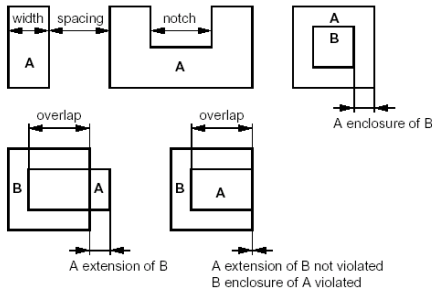 width
spacing
notch
A
A
A
B
A enclosure of B
overlap
overlap
B
A
B
A
A extension of B
A extension of B not violated
B enclosure of A violated